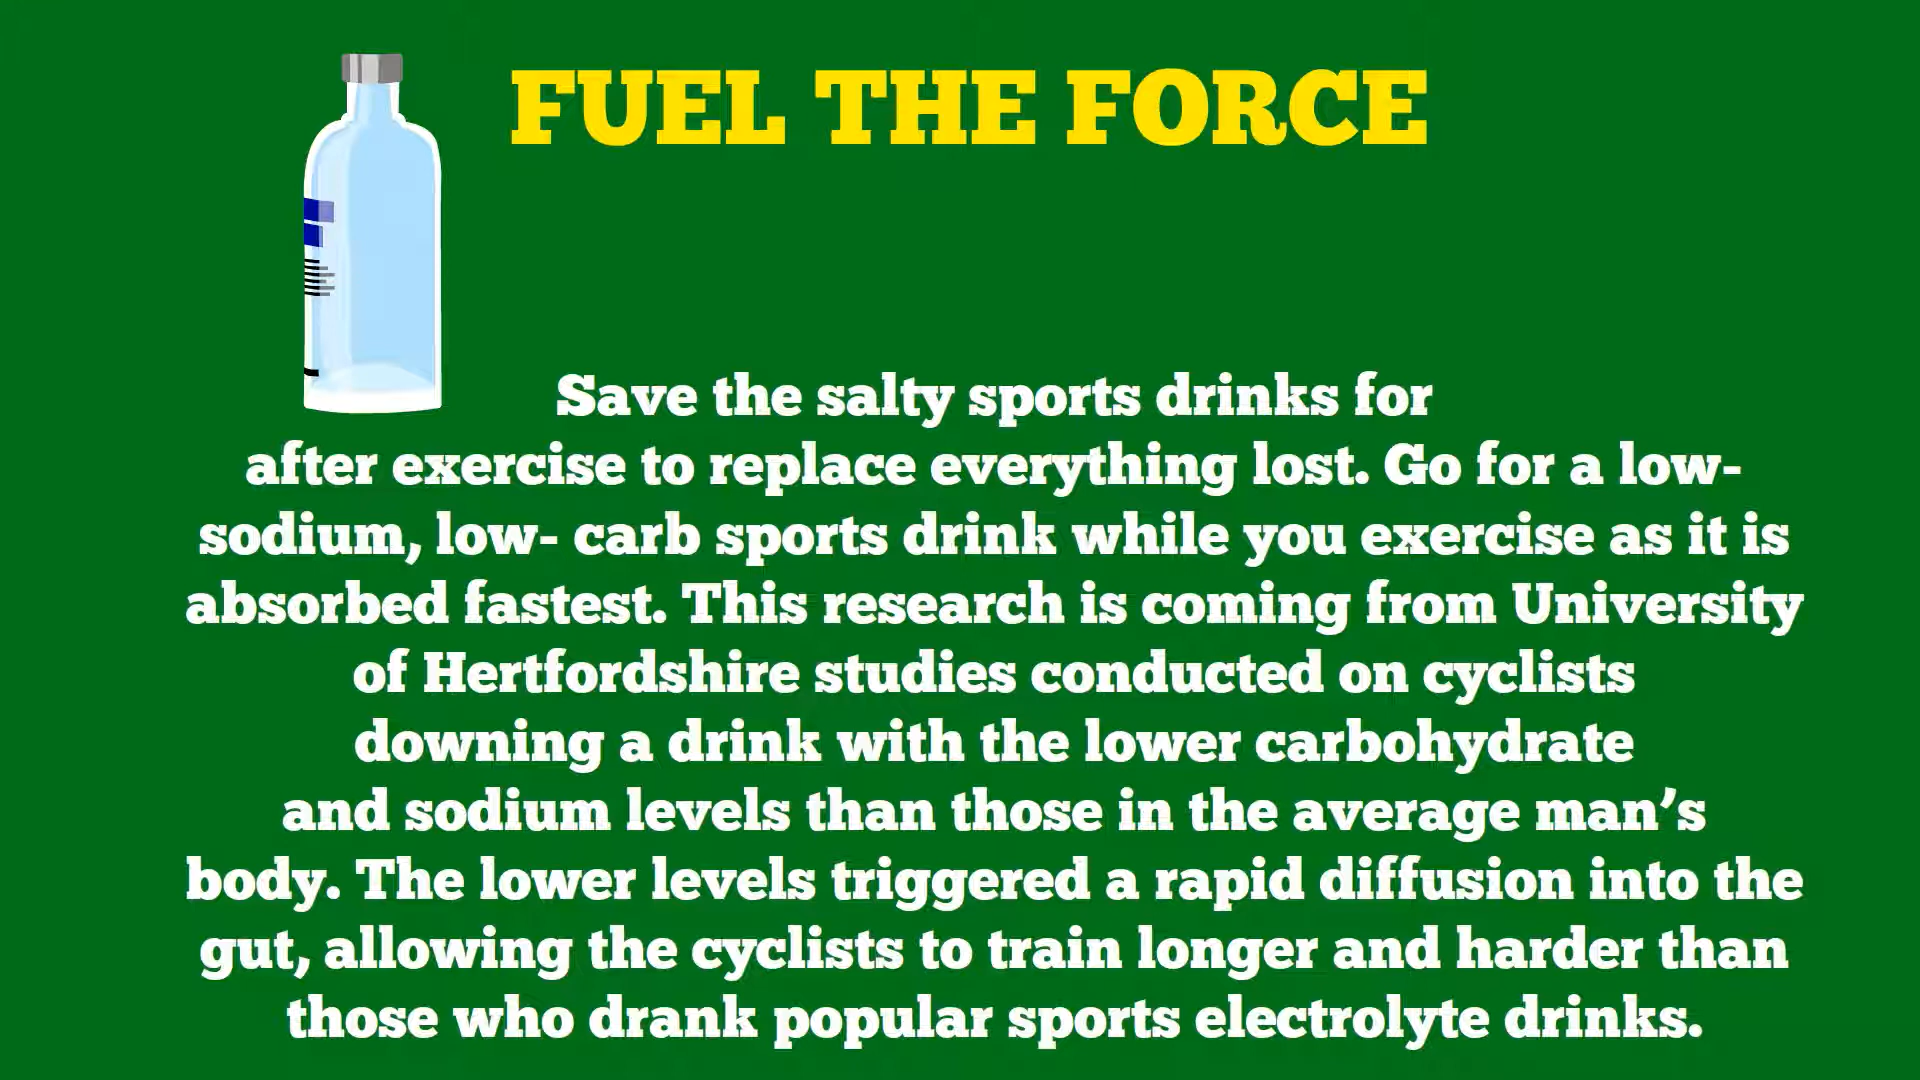 FUEL THE FORCE
Save the salty sports drinks for
after exercise to replace everything lost. Go for a low-
sodium, low- carb sports drink while you exercise as it is
absorbed fastest. This research is coming from University
of Hertfordshire studies conducted on cyclists
downing a drink with the lower carbohydrate
and sodium levels than those in the average man’s
body. The lower levels triggered a rapid diffusion into the
gut, allowing the cyclists to train longer and harder than
those who drank popular sports electrolyte drinks.